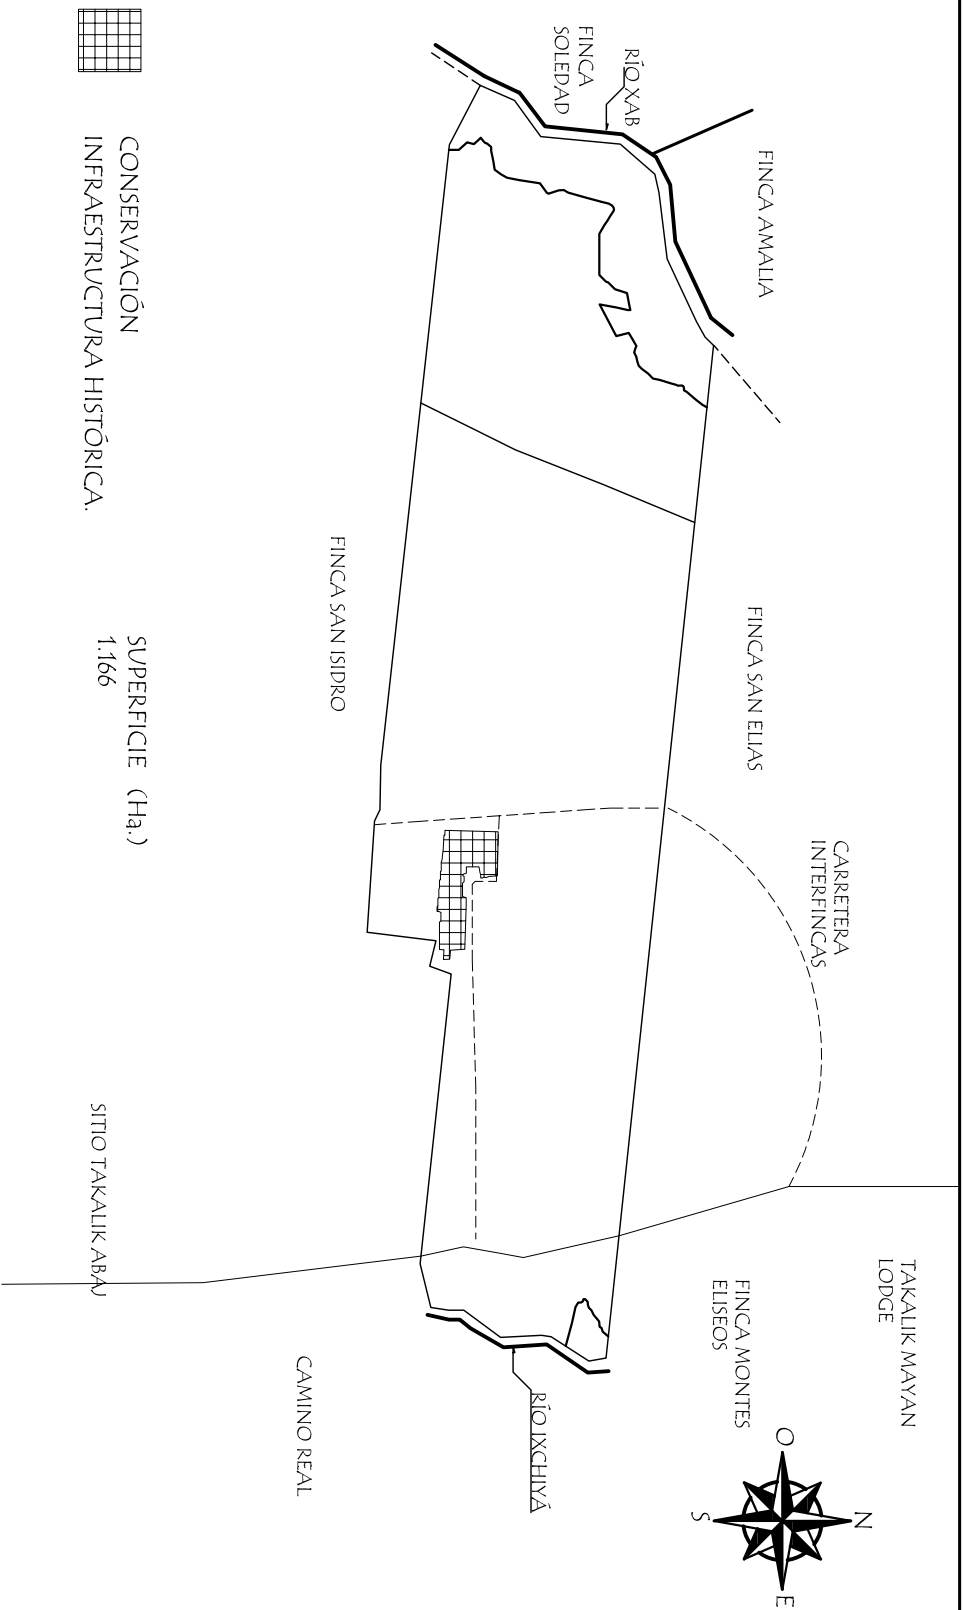 TAKALIK MAYAN
LODGE
N
O
E
S
CARRETERA
INTERFINCAS
FINCA AMALIA
FINCA SAN ELIAS
FINCA MONTES
ELISEOS
RÍO XAB
FINCA
SOLEDAD
RÍO IXCHIYÁ
FINCA SAN ISIDRO
CAMINO REAL
CONSERVACIÓN
INFRAESTRUCTURA HISTÓRICA.
SUPERFICIE (Ha.)
1.166
SITIO TAKALIK ABAJ